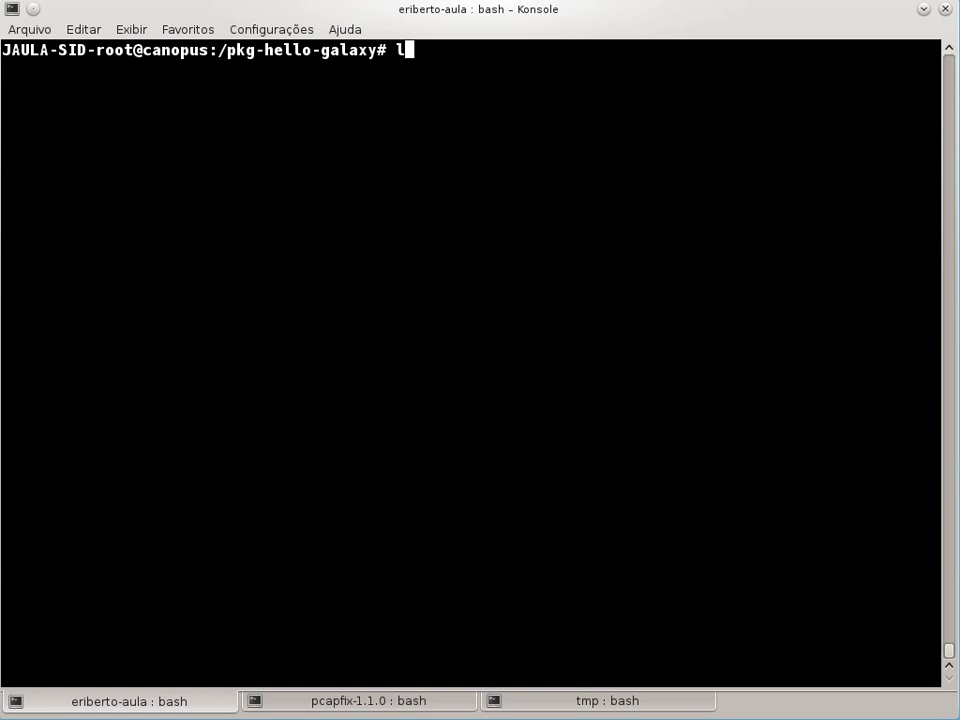 eriberto-aula : bash – Konsole
Arquivo Editar Exibir Favoritos Configurações Ajuda
JAULA-SID-root@canopus:/pkg-hello-galaxy# l
eriberto-aula : bash pcapfix-1.1.0 : bash tmp : bash